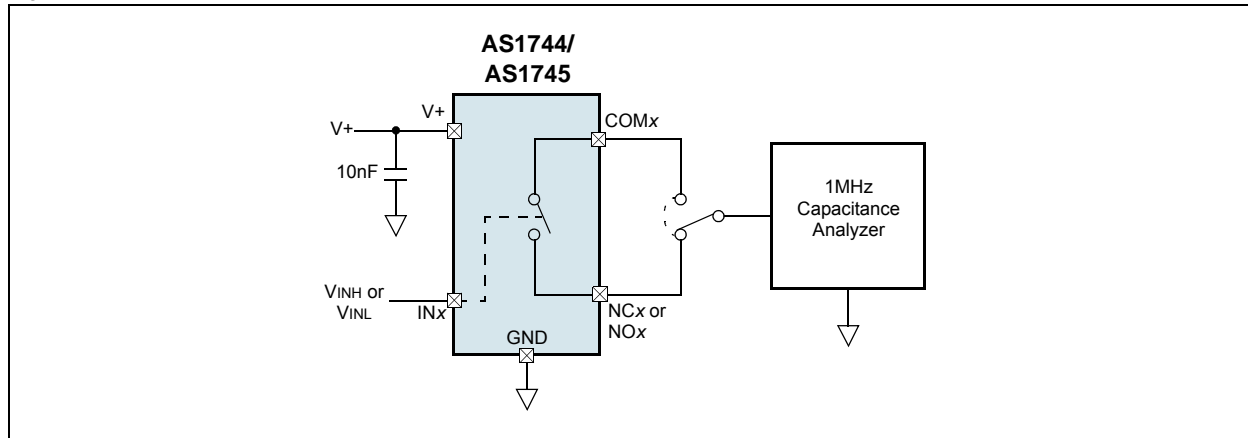 AS1744/
AS1745
V+
V+
COMx
10nF
1MHz
Capacitance
Analyzer
VINH or
VINL
INx
NCx or
NOx
GND